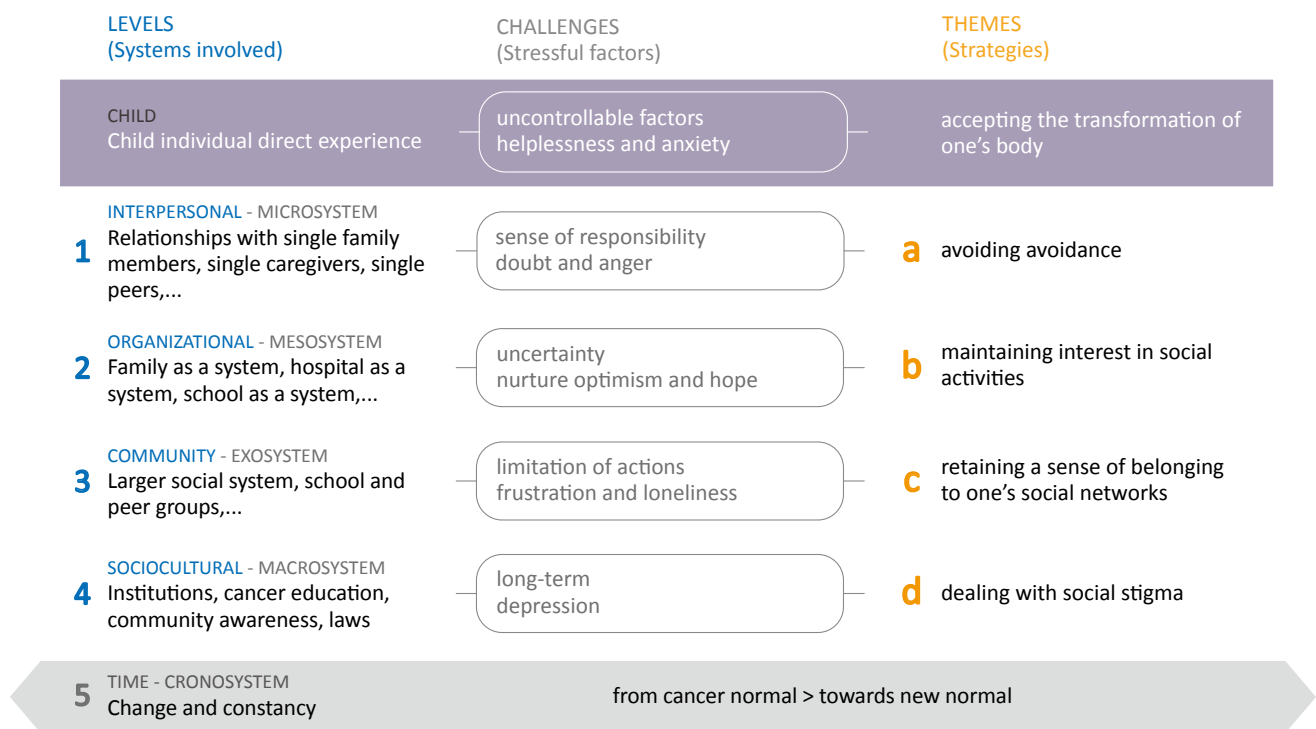 LEVELS
(Systems involved)
CHALLENGES
(Stressful factors)
THEMES
(Strategies)
CHILD
Child individual direct experience
uncontrollable factors
helplessness and anxiety
accepting the transformation of
one's body
1
INTERPERSONAL - MICROSYSTEM
Relationships with single family
members, single caregivers, single
peers,...
sense of responsibility
doubt and anger
a avoiding avoidance
2
ORGANIZATIONAL - MESOSYSTEM
Family as a system, hospital as a
system, school as a system,...
uncertainty
nurture optimism and hope
b
maintaining interest in social
activities
3
COMMUNITY - EXOSYSTEM
Larger social system, school and
peer groups,...
limitation of actions
frustration and loneliness
c
retaining a sense of belonging
to one's social networks
4
SOCIOCULTURAL - MACROSYSTEM
Institutions, cancer education,
community awareness, laws
long-term
depression
d dealing with social stigma
5
TIME - CRONOSYSTEM
Change and constancy
from cancer normal > towards new normal